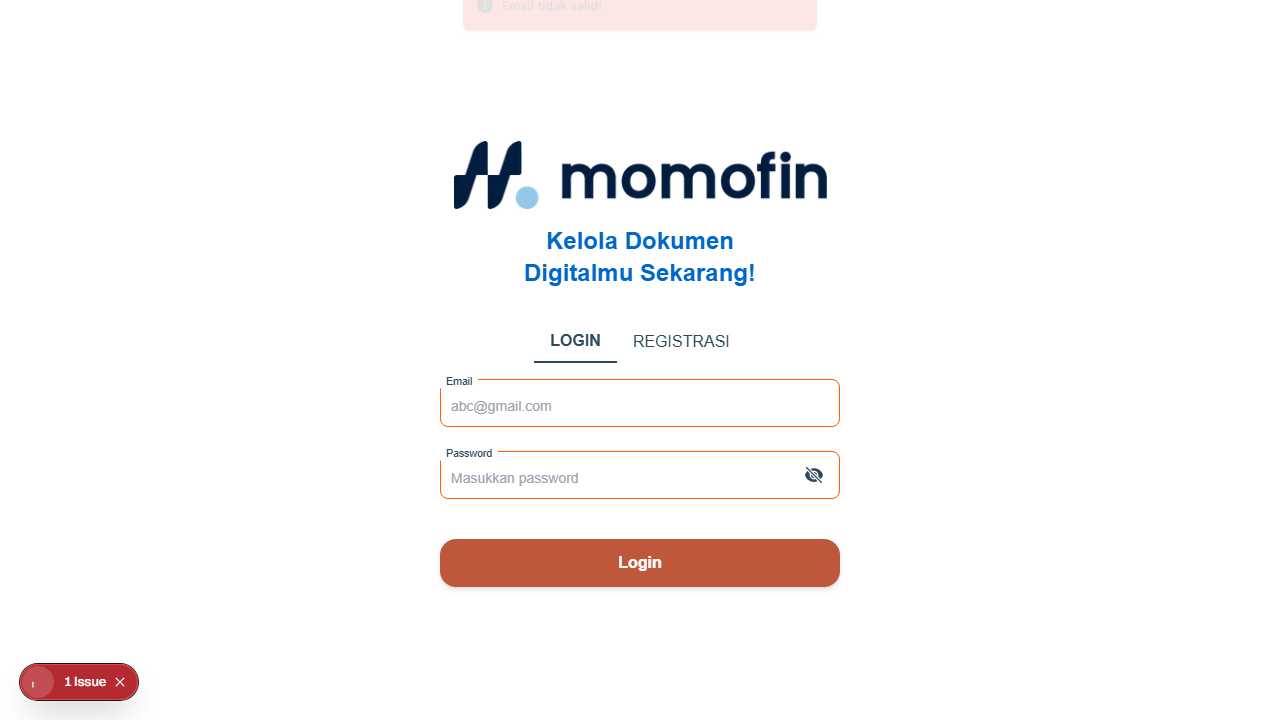 Email tidak valid!
momofin
Kelola Dokumen
Digitalmu Sekarang!
LOGIN
REGISTRASI
Email
abc@gmail.com
Password
Masukkan password
Login
1 Issue